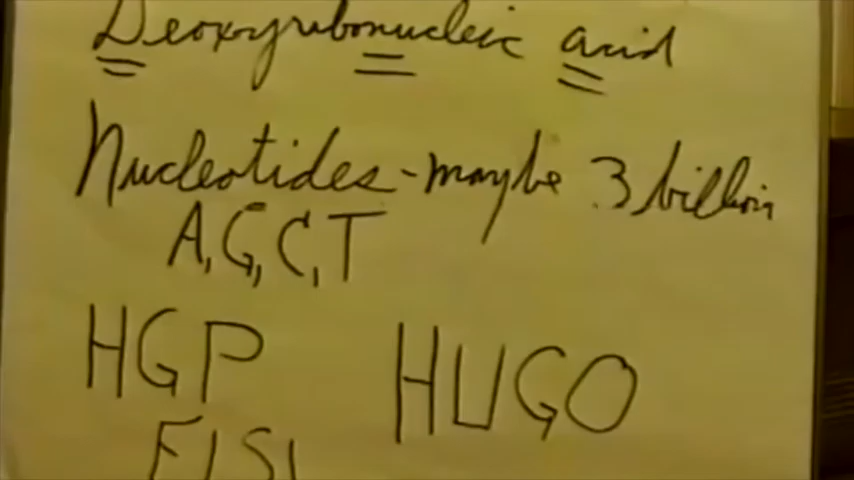 Deoxyribonucleic acid
Nucleotides - maybe 3 billion
A, G, C, T
HGP HUGO